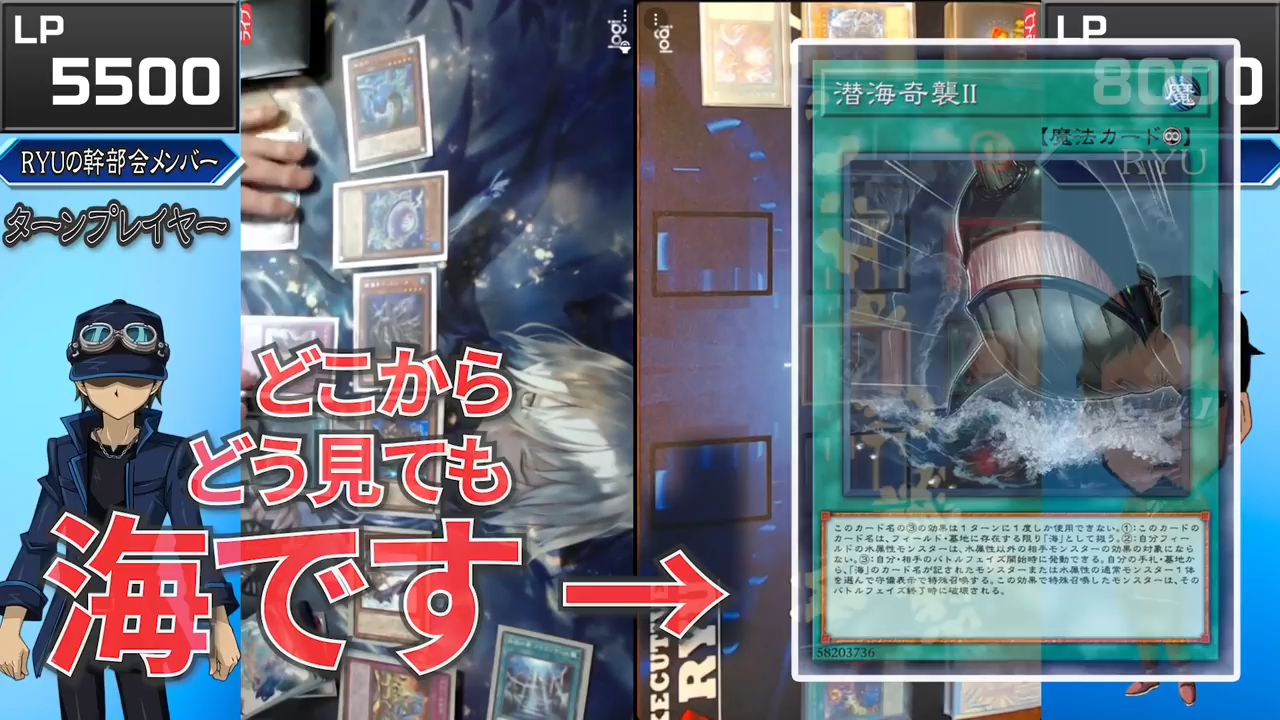 LP
5500
RYUの幹部会メンバー
ターンプレイヤー
logi
logi
LP
8000
RYU
潜海奇襲II
魔
【魔法カード∞】
どこから
どう見ても
海です→
このカード名の③の効果は1ターンに1度しか使用できない。①:このカードの
カード名は、フィールド・墓地に存在する限り「海」として扱う。②:自分フィー
ルドの水属性モンスターは、水属性以外の相手モンスターの効果の対象になら
ない。③:自分・相手のバトルフェイズ開始時に発動できる。自分の手札・墓地か
ら、「海」のカード名が記されたモンスターまたは水属性の通常モンスター1体
を選んで守備表示で特殊召喚する。この効果で特殊召喚したモンスターは、その
バトルフェイズ終了時に破壊される。
58203736
RY